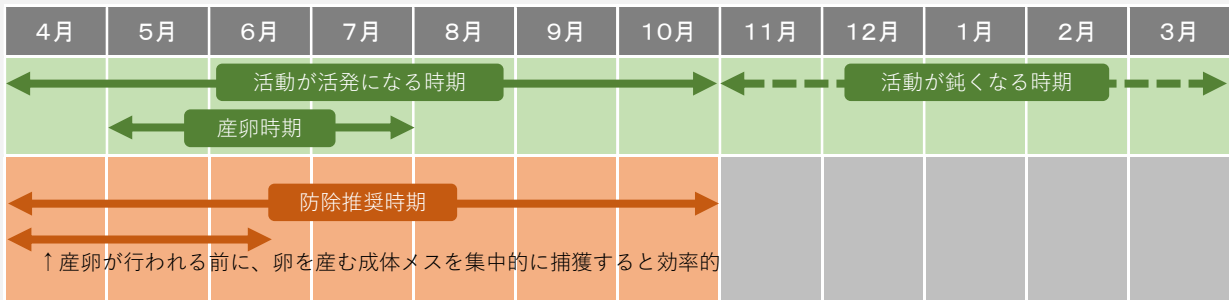 4月 5月 6月 7月 8月 9月 10月 11月 12月 1月 2月 3月
活動が活発になる時期 活動が鈍くなる時期
産卵時期
防除推奨時期
↑産卵が行われる前に、卵を産む成体メスを集中的に捕獲すると効率的